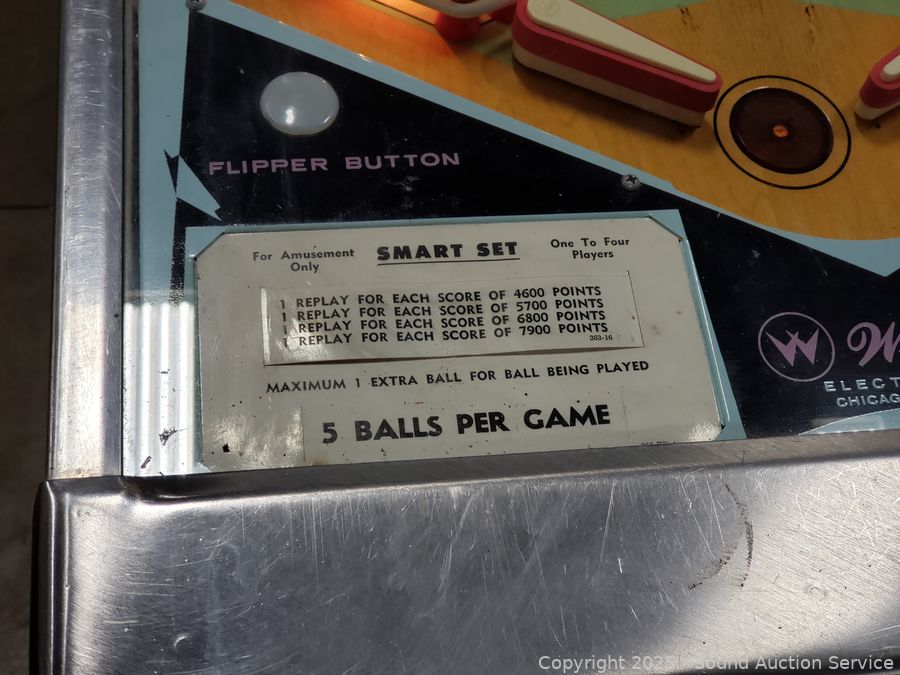 FLIPPER BUTTON
For Amusement Only
SMART SET
One To Four Players
1 REPLAY FOR EACH SCORE OF 4600 POINTS
1 REPLAY FOR EACH SCORE OF 5700 POINTS
1 REPLAY FOR EACH SCORE OF 6800 POINTS
1 REPLAY FOR EACH SCORE OF 7900 POINTS
363-16
MAXIMUM 1 EXTRA BALL FOR BALL BEING PLAYED
5 BALLS PER GAME
W
W
ELECT
CHICAG
Copyright 2025 Sound Auction Service